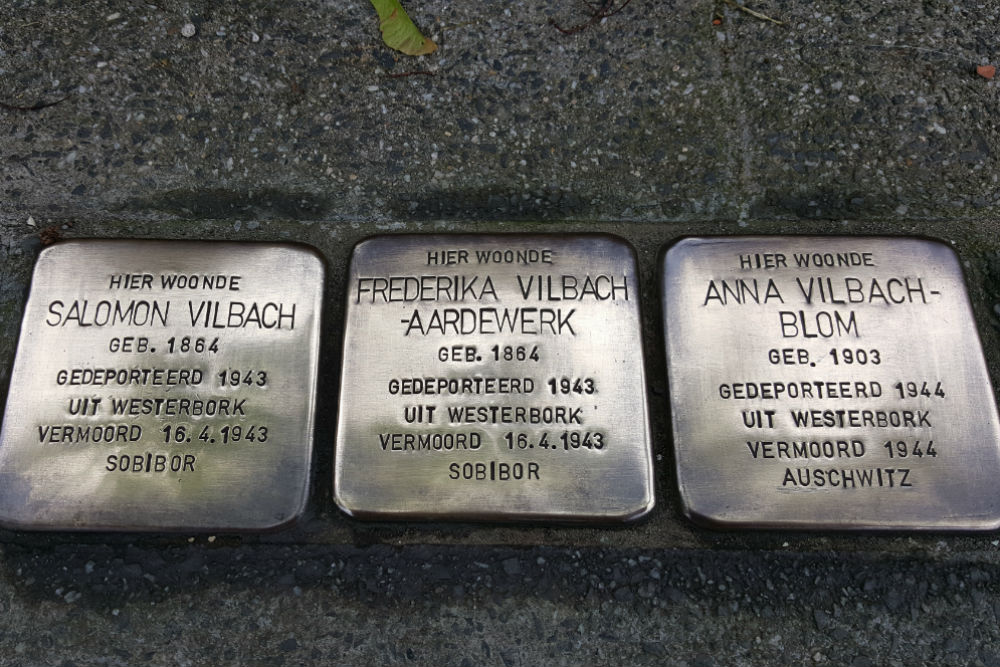 HIER WOONDE
SALOMON VILBACH
GEB. 1864
GEDEPORTEERD 1943
UIT WESTERBORK
VERMOORD 16.4.1943
SOBIBOR
HIER WOONDE
FREDERIKA VILBACH
-AARDEWERK
GEB. 1864
GEDEPORTEERD 1943
UIT WESTERBORK
VERMOORD 16.4.1943
SOBIBOR
HIER WOONDE
ANNA VILBACH-
BLOM
GEB. 1903
GEDEPORTEERD 1944
UIT WESTERBORK
VERMOORD 1944
AUSCHWITZ